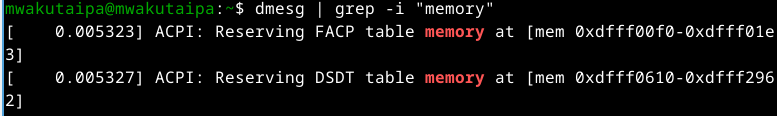 mwakutaipa@mwakutaipa:~$ dmesg | grep -i "memory"
[    0.005323] ACPI: Reserving FACP table memory at [mem 0xdfff00f0-0xdfff01e
3]
[    0.005327] ACPI: Reserving DSDT table memory at [mem 0xdfff0610-0xdfff296
2]